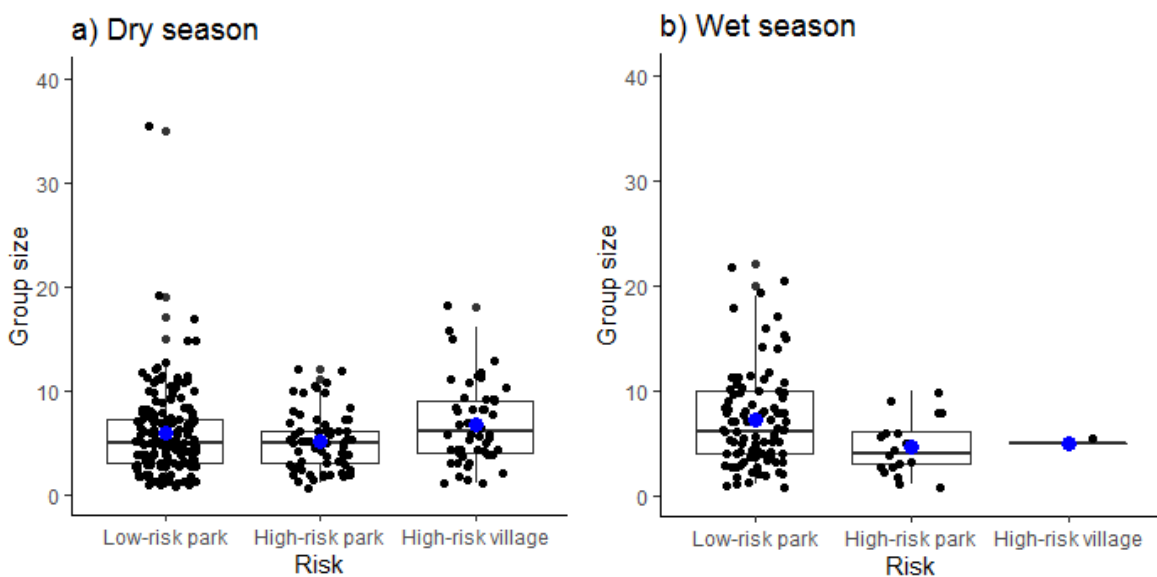 a) Dry season
40
30
20
10
0
Group size
Low-risk park High-risk park High-risk village
Risk
b) Wet season
40
30
20
10
0
Group size
Low-risk park High-risk park High-risk village
Risk